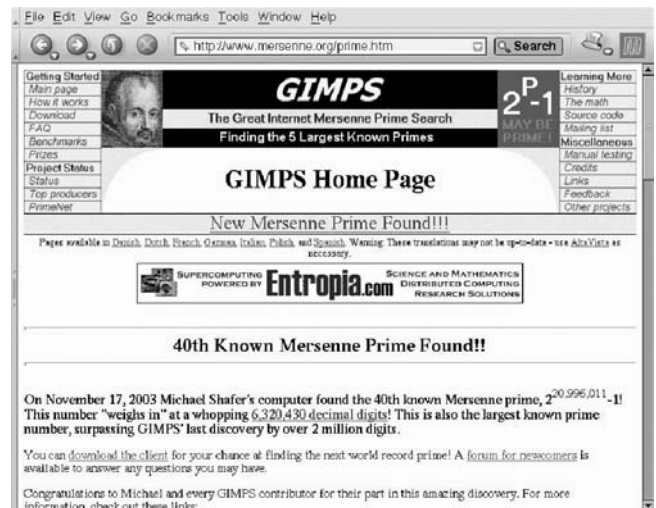 File Edit View Go Bookmarks Tools Window Help
http://www.mersenne.org/prime.htm
Search
Getting Started
Main page
How it works
Download
FAQ
Benchmarks
Prizes
Project Status
Status
Top producers
PrimeNet
GIMPS
The Great Internet Mersenne Prime Search
Finding the 5 Largest Known Primes
2^P-1
MAY BE
PRIME!
Learning More
History
The math
Source code
Mailing list
Miscellaneous
Manual testing
Credits
Links
Feedback
Other projects
GIMPS Home Page
New Mersenne Prime Found!!!
Pages available in Danish, Dutch, French, German, Italian, Polish, and Spanish. Warning: These translations may not be up-to-date - use AltaVista as
necessary.
SUPERCOMPUTING
POWERED BY
Entropia.com
SCIENCE AND MATHEMATICS
DISTRIBUTED COMPUTING
RESEARCH SOLUTIONS
40th Known Mersenne Prime Found!!
On November 17, 2003 Michael Shafer's computer found the 40th known Mersenne prime, 2^20,996,011-1!
This number "weighs in" at a whopping 6,320,430 decimal digits! This is also the largest known prime
number, surpassing GIMPS' last discovery by over 2 million digits.
You can download the client for your chance at finding the next world record prime! A forum for newcomers is
available to answer any questions you may have.
Congratulations to Michael and every GIMPS contributor for their part in this amazing discovery. For more
information, check out these links: